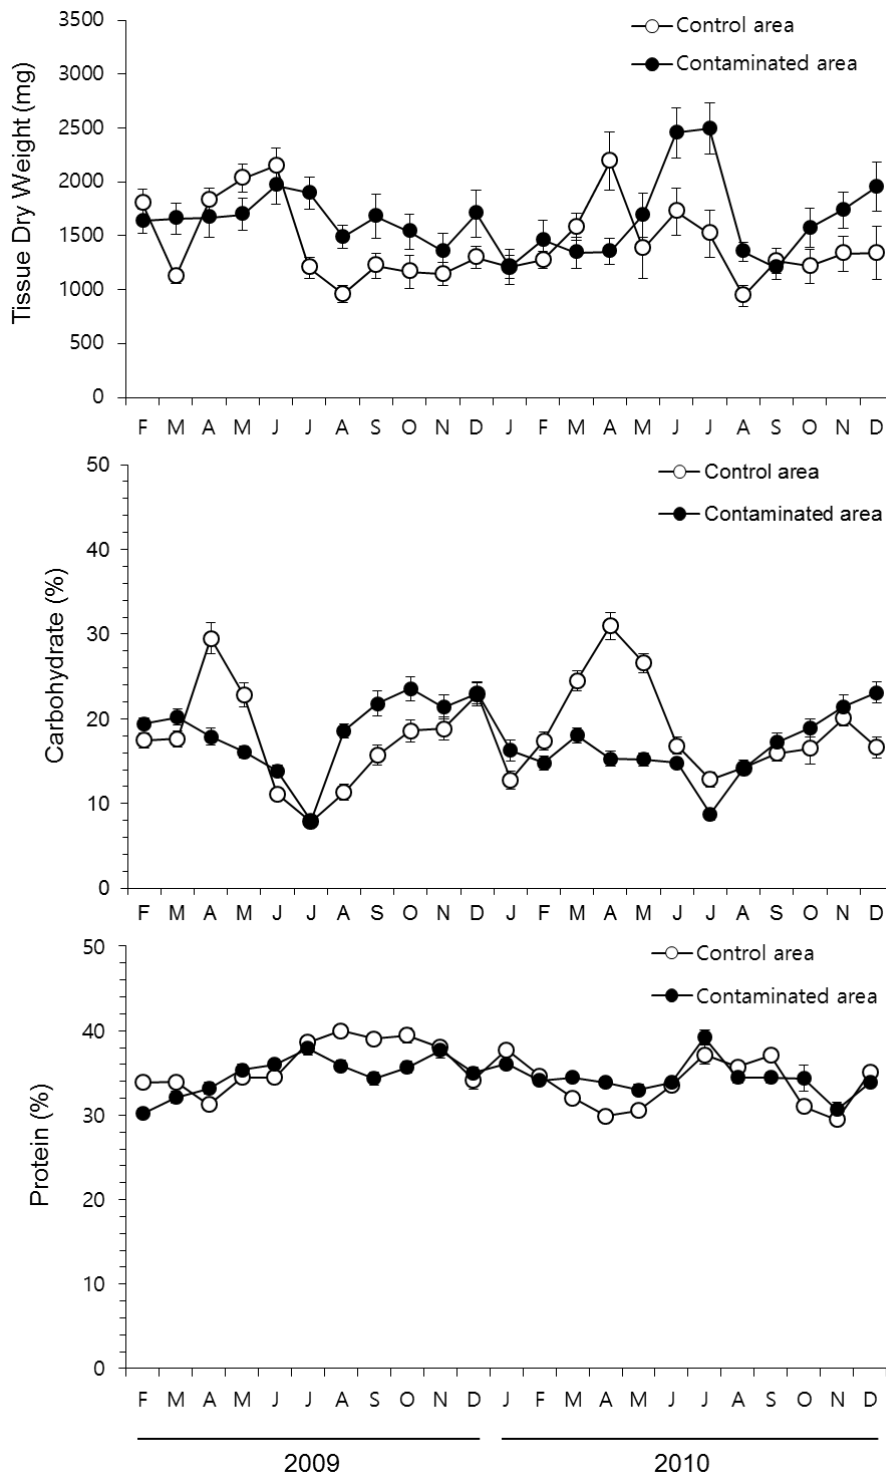 3500
3000
2500
2000
1500
1000
500
0
Tissue Dry Weight (mg)
Control area
Contaminated area
F M A M J J A S O N D J F M A M J J A S O N D
50
40
30
20
10
0
Carbohydrate (%)
Control area
Contaminated area
F M A M J J A S O N D J F M A M J J A S O N D
50
40
30
20
10
0
Protein (%)
Control area
Contaminated area
F M A M J J A S O N D J F M A M J J A S O N D
2009 2010